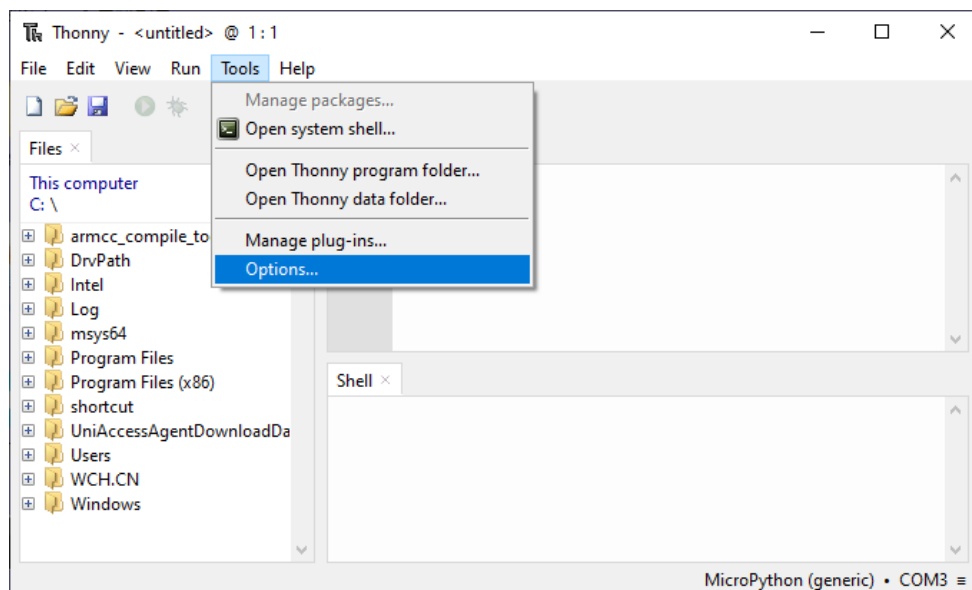 Thonny - <untitled> @ 1 : 1
File Edit View Run Tools Help
Manage packages...
Open system shell...
Open Thonny program folder...
Open Thonny data folder...
Manage plug-ins...
Options...
Files
This computer
C: \
armcc_compile_to
DrvPath
Intel
Log
msys64
Program Files
Program Files (x86)
shortcut
UniAccessAgentDownloadDa
Users
WCH.CN
Windows
Shell
MicroPython (generic) • COM3 ≡